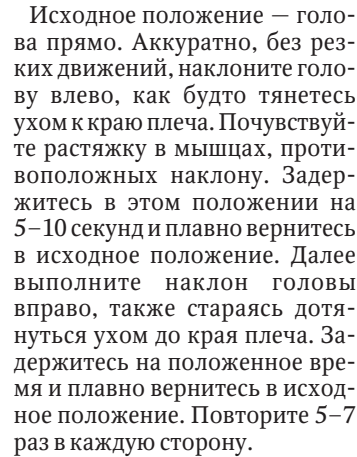 Исходное положение — голо-
ва прямо. Аккуратно, без рез-
ких движений, наклоните голо-
ву влево, как будто тянетесь
ухом к краю плеча. Почувствуй-
те растяжку в мышцах, проти-
воположных наклону. Задер-
житесь в этом положении на
5–10 секунд и плавно вернитесь
в исходное положение. Далее
выполните наклон головы
вправо, также стараясь дотя-
нуться ухом до края плеча. За-
держитесь на положенное вре-
мя и плавно вернитесь в исход-
ное положение. Повторите 5–7
раз в каждую сторону.